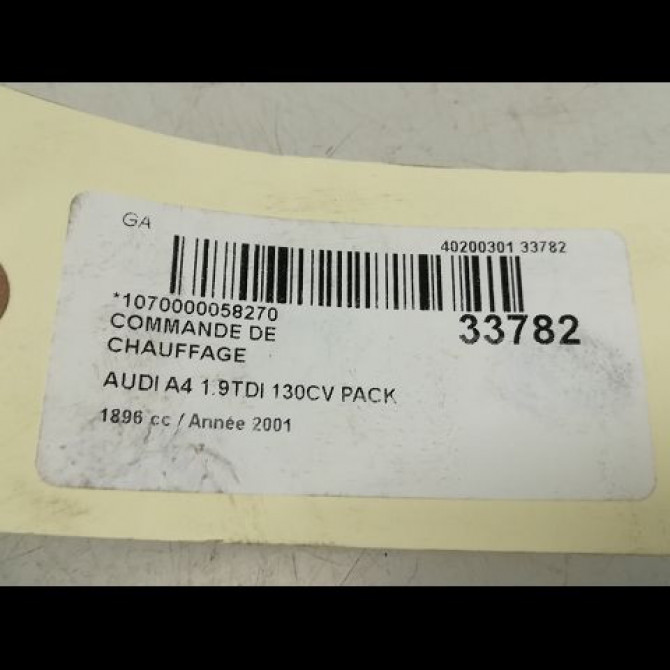 GA
40200301 33782
*1070000058270
33782
COMMANDE DE
CHAUFFAGE
AUDI A4 1.9TDI 130CV PACK
1896 cc / Année 2001